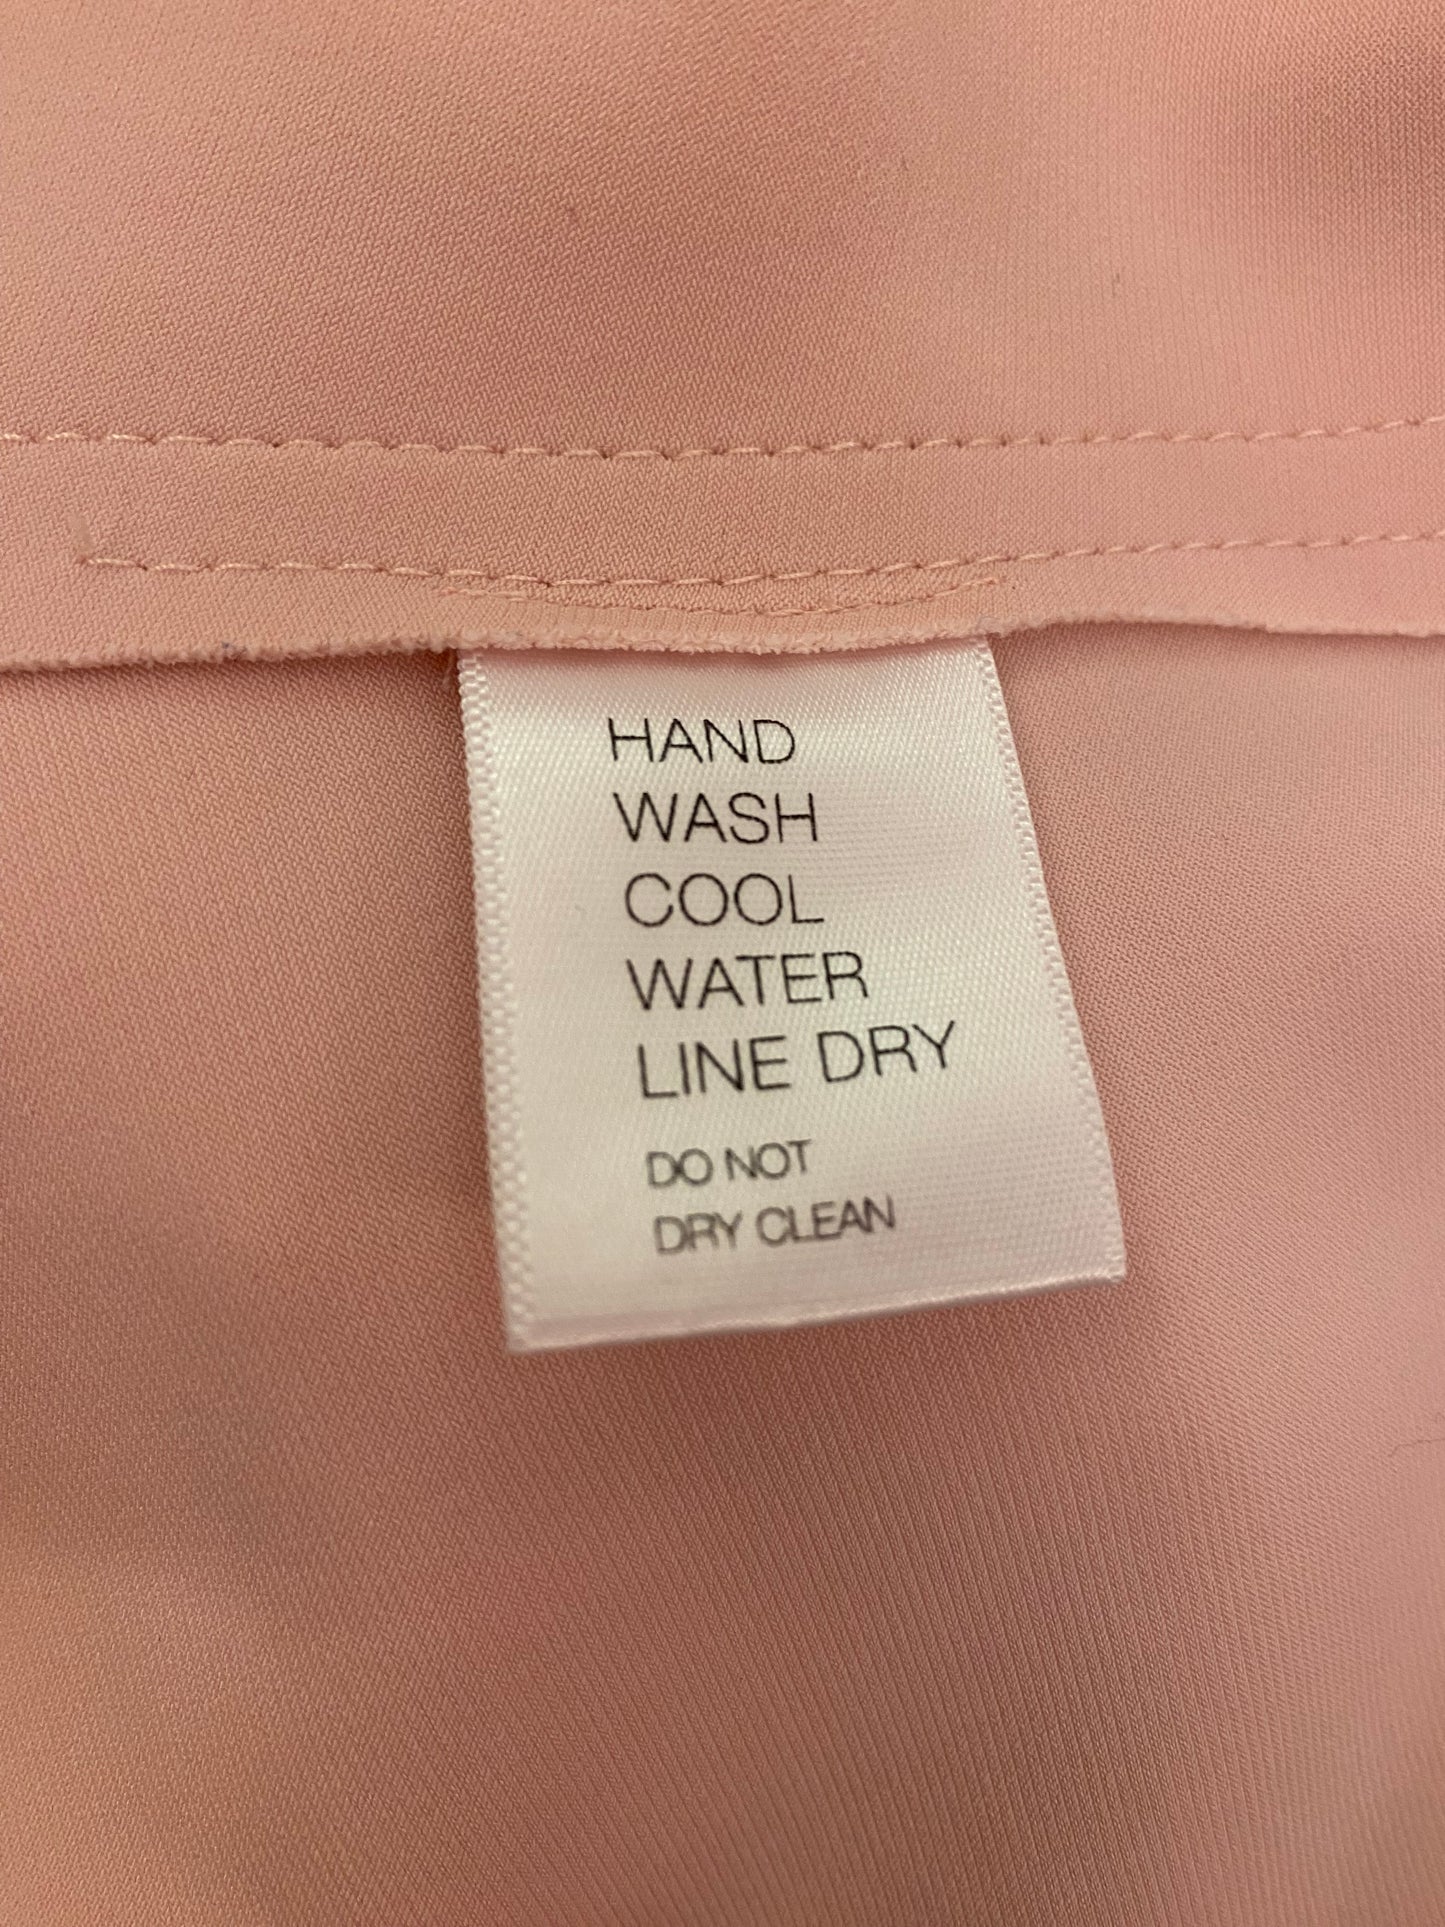 HAND
WASH
COOL
WATER
LINE DRY
DO NOT
DRY CLEAN